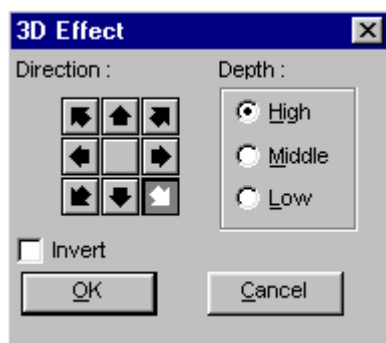 3D Effect
Direction :
Depth :
High
Middle
Low
Invert
OK
Cancel